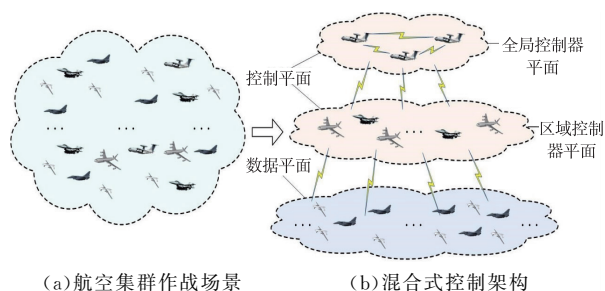 全局控制器
平面
控制平面
区域控制
器平面
数据平面
(a)航空集群作战场景
(b)混合式控制架构